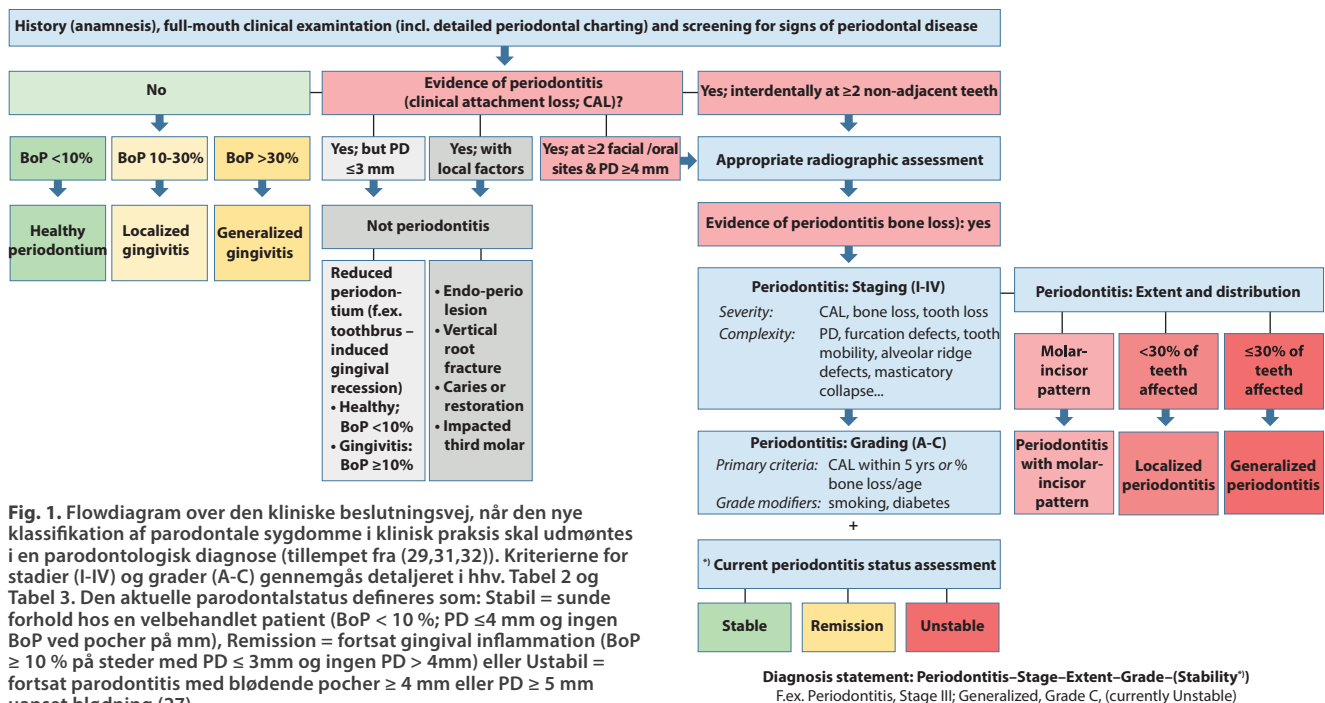 History (anamnesis), full-mouth clinical examintation (incl. detailed periodontal charting) and screening for signs of periodontal disease
No
Evidence of periodontitis
(clinical attachment loss; CAL)?
Yes; interdentally at ≥2 non-adjacent teeth
BoP <10%
BoP 10-30%
BoP >30%
Yes; but PD
≤3 mm
Yes; with
local factors
Yes; at ≥2 facial /oral
sites & PD ≥4 mm
Appropriate radiographic assessment
Healthy
periodontium
Localized
gingivitis
Generalized
gingivitis
Not periodontitis
Evidence of periodontitis bone loss): yes
Reduced
periodon-
tium (f.ex.
toothbrus –
induced
gingival
recession)
• Healthy;
BoP <10%
• Gingivitis:
BoP ≥10%
• Endo-perio
lesion
• Vertical
root
fracture
• Caries or
restoration
• Impacted
third molar
Periodontitis: Staging (I-IV)
Severity: CAL, bone loss, tooth loss
Complexity: PD, furcation defects, tooth
mobility, alveolar ridge
defects, masticatory
collapse...
Periodontitis: Extent and distribution
Molar-
incisor
pattern
<30% of
teeth
affected
≤30% of
teeth
affected
Periodontitis
with molar-
incisor
pattern
Localized
periodontitis
Generalized
periodontitis
Periodontitis: Grading (A-C)
Primary criteria: CAL within 5 yrs or %
bone loss/age
Grade modifiers: smoking, diabetes
+
*) Current periodontitis status assessment
Stable
Remission
Unstable
Diagnosis statement: Periodontitis–Stage–Extent–Grade–(Stability*))
F.ex. Periodontitis, Stage III; Generalized, Grade C, (currently Unstable)
Fig. 1. Flowdiagram over den kliniske beslutningsvej, når den nye
klassifikation af parodontale sygdomme i klinisk praksis skal udmøntes
i en parodontologisk diagnose (tillempet fra (29,31,32)). Kriterierne for
stadier (I-IV) og grader (A-C) gennemgås detaljeret i hhv. Tabel 2 og
Tabel 3. Den aktuelle parodontalstatus defineres som: Stabil = sunde
forhold hos en velbehandlet patient (BoP < 10 %; PD ≤4 mm og ingen
BoP ved pocher på mm), Remission = fortsat gingival inflammation (BoP
≥ 10 % på steder med PD ≤ 3mm og ingen PD > 4mm) eller Ustabil =
fortsat parodontitis med blødende pocher ≥ 4 mm eller PD ≥ 5 mm
uanset blødning (27)